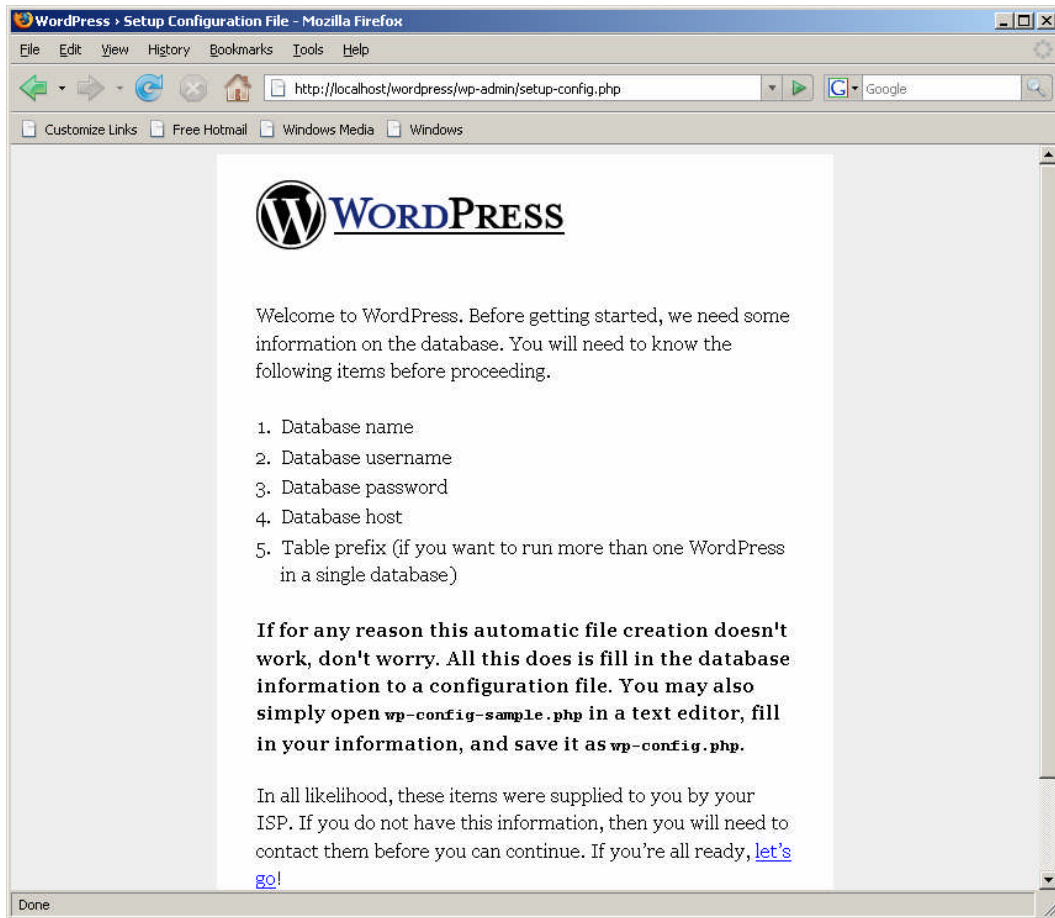 WordPress › Setup Configuration File - Mozilla Firefox
File Edit View History Bookmarks Tools Help
http://localhost/wordpress/wp-admin/setup-config.php
G Google
Customize Links Free Hotmail Windows Media Windows
W WORDPRESS
Welcome to WordPress. Before getting started, we need some
information on the database. You will need to know the
following items before proceeding.
1. Database name
2. Database username
3. Database password
4. Database host
5. Table prefix (if you want to run more than one WordPress
in a single database)
If for any reason this automatic file creation doesn't
work, don't worry. All this does is fill in the database
information to a configuration file. You may also
simply open wp-config-sample.php in a text editor, fill
in your information, and save it as wp-config.php.
In all likelihood, these items were supplied to you by your
ISP. If you do not have this information, then you will need to
contact them before you can continue. If you’re all ready, let’s
go!
Done